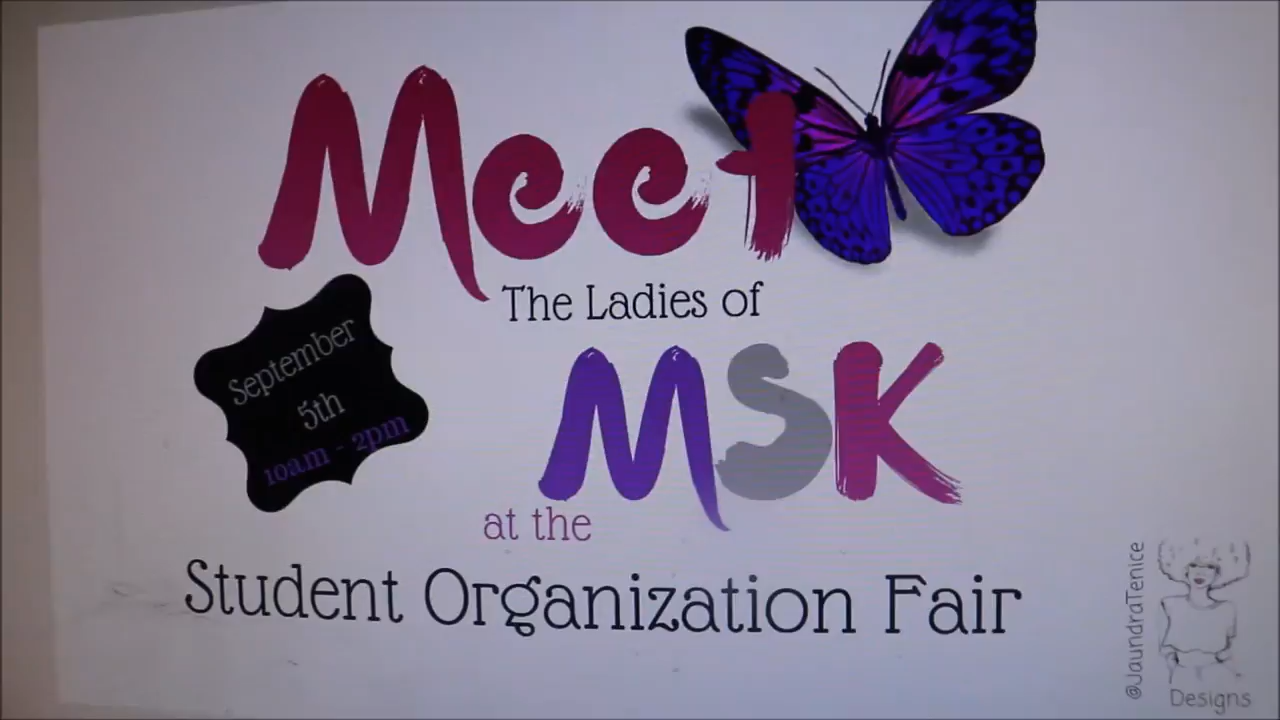 Meet
The Ladies of
MSK
September
5th
10am - 2pm
at the
Student Organization Fair
@JaundraTenice
Designs